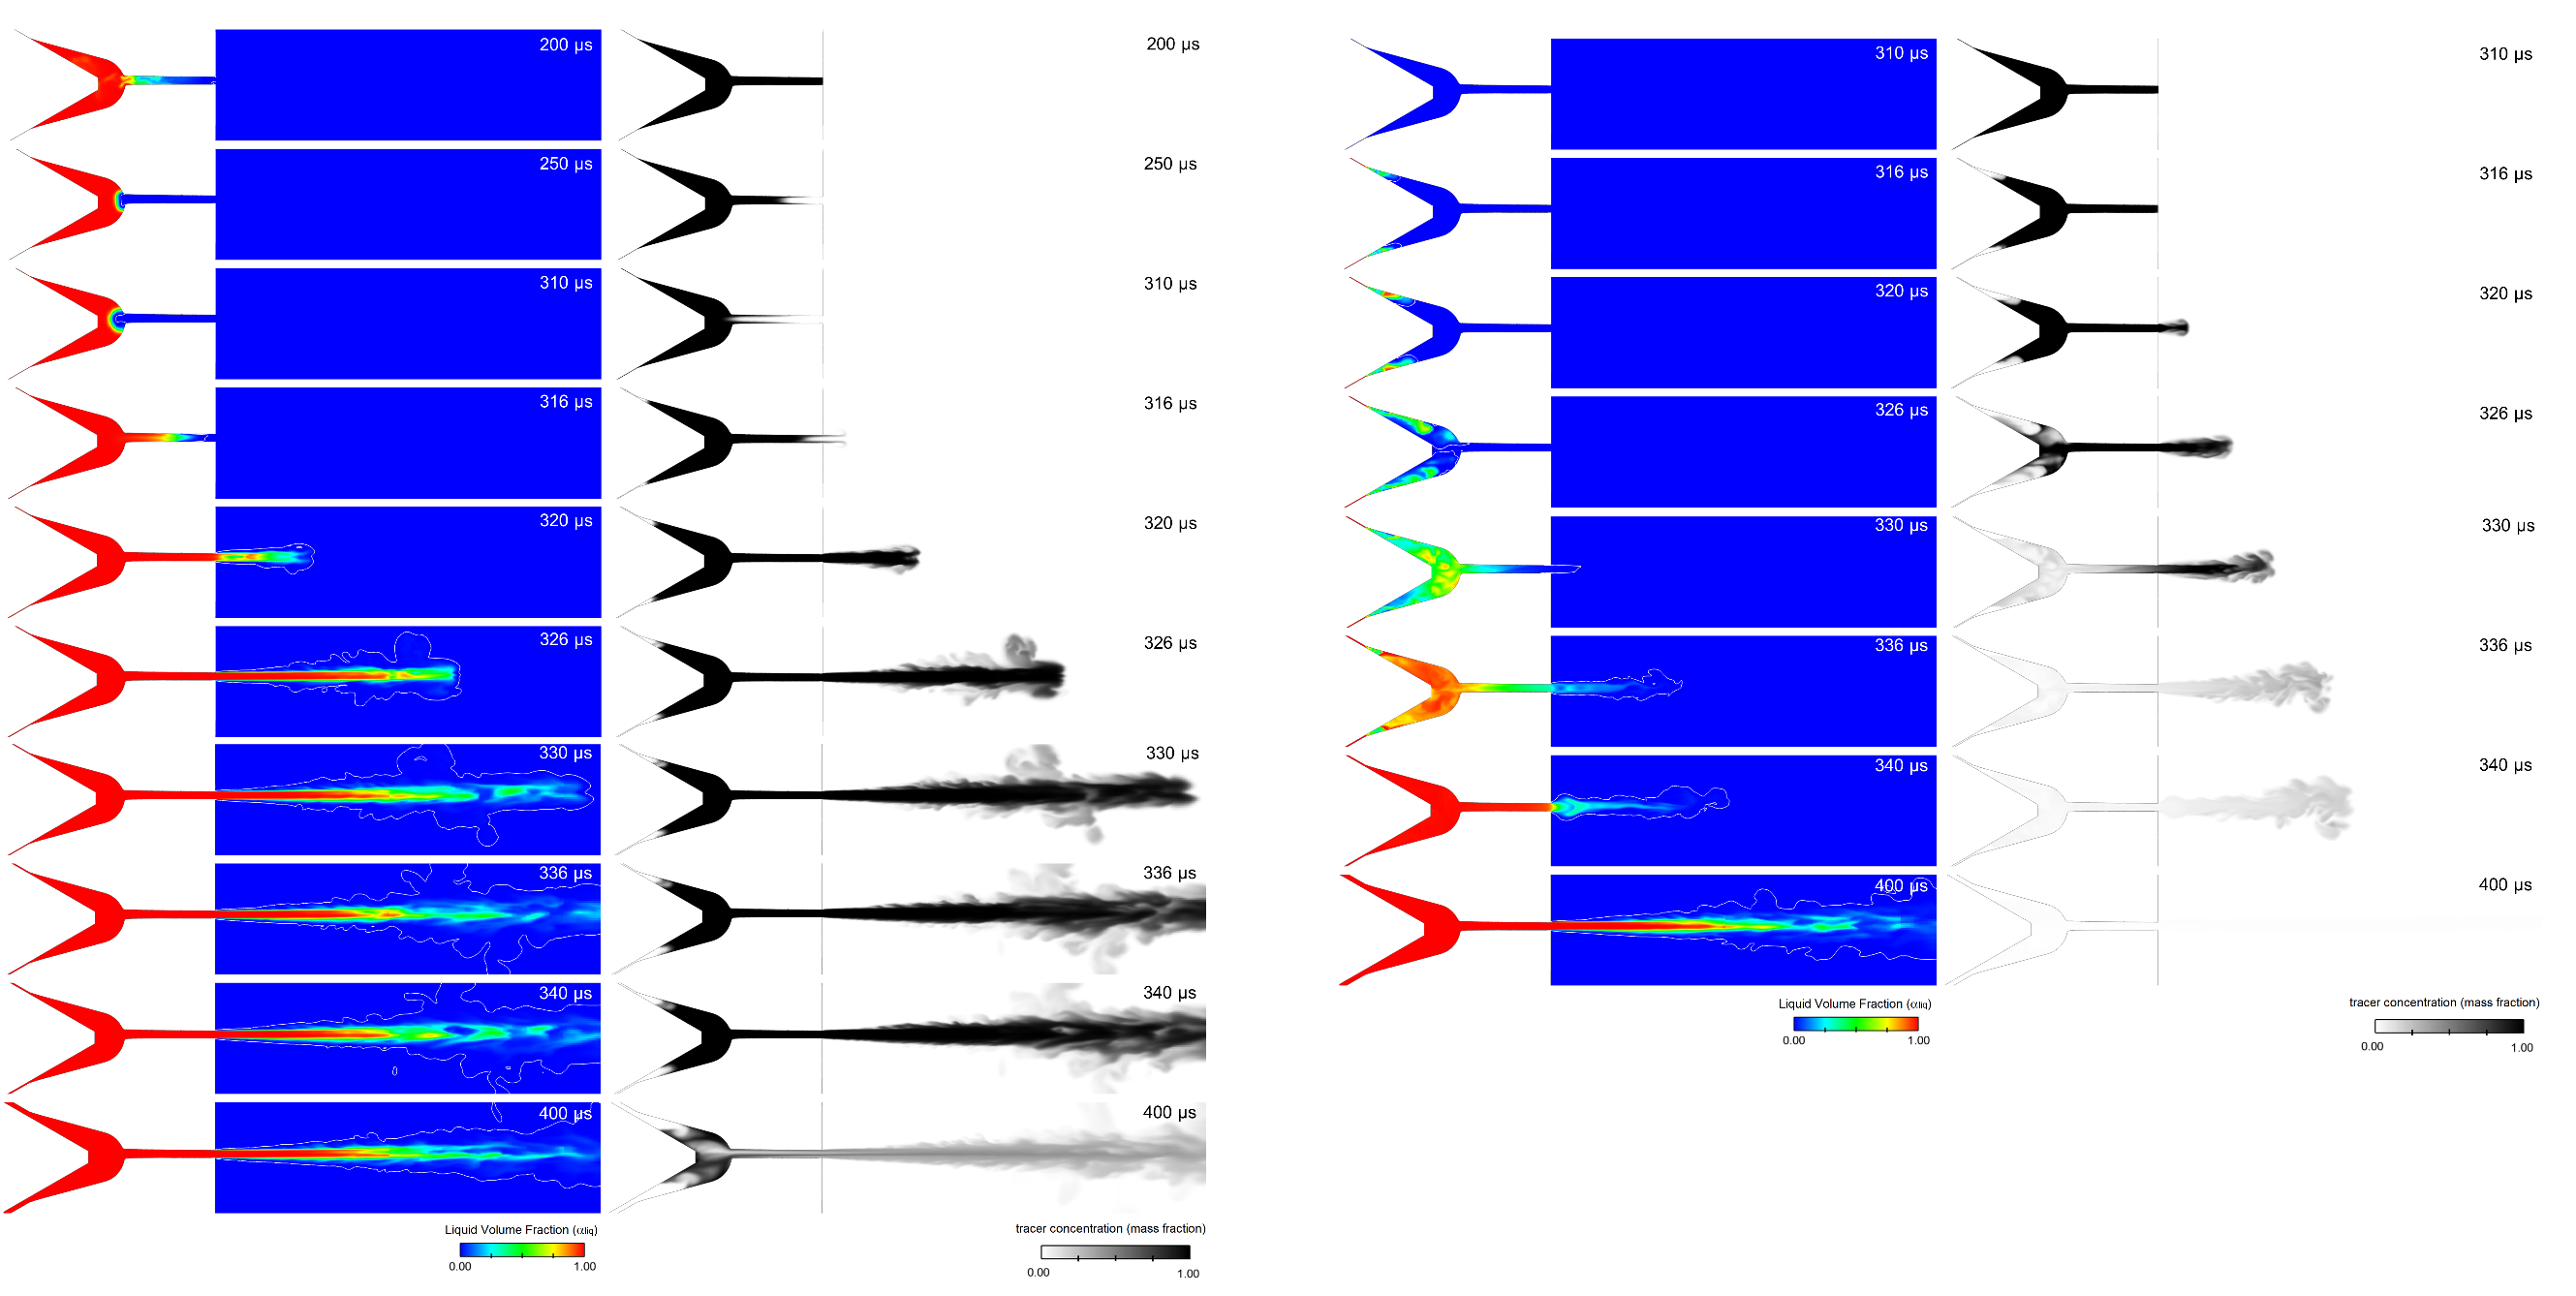 200 µs
250 µs
310 µs
316 µs
320 µs
326 µs
330 µs
336 µs
340 µs
400 µs
Liquid Volume Fraction (αliq)
0.00 1.00
200 µs
250 µs
310 µs
316 µs
320 µs
326 µs
330 µs
336 µs
340 µs
400 µs
tracer concentration (mass fraction)
0.00 1.00
310 µs
316 µs
320 µs
326 µs
330 µs
336 µs
340 µs
400 µs
Liquid Volume Fraction (αliq)
0.00 1.00
310 µs
316 µs
320 µs
326 µs
330 µs
336 µs
340 µs
400 µs
tracer concentration (mass fraction)
0.00 1.00